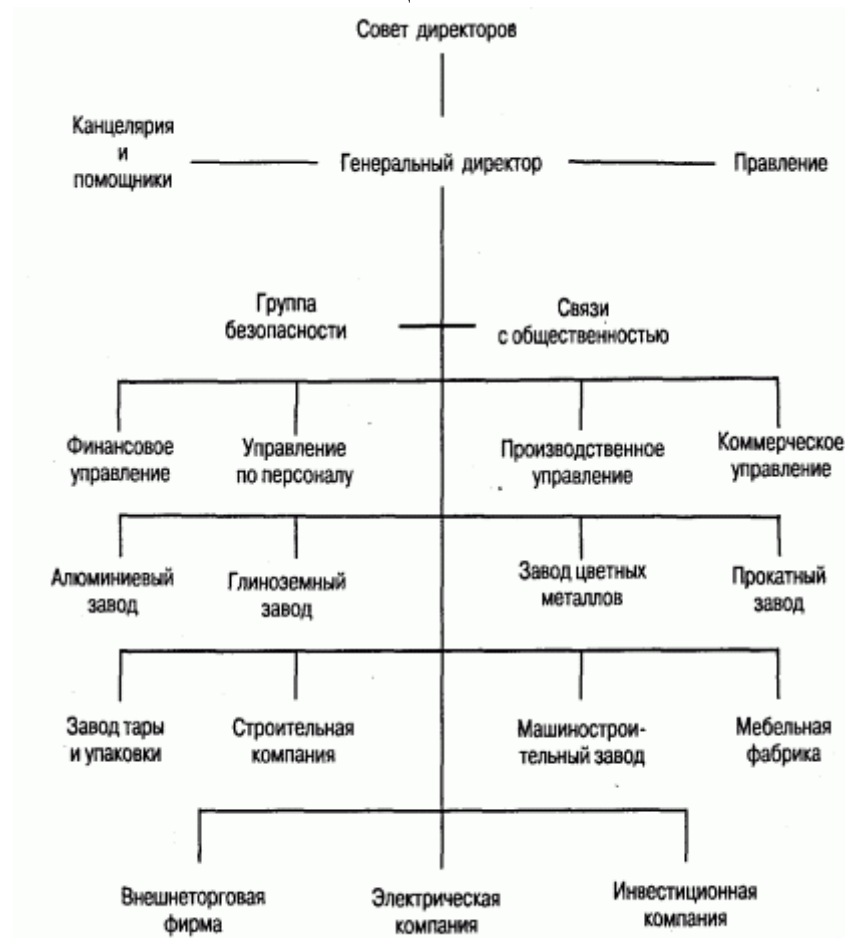 Совет директоров
Канцелярия
и
помощники
Генеральный директор
Правление
Группа
безопасности
Связи
с общественностью
Финансовое
управление
Управление
по персоналу
Производственное
управление
Коммерческое
управление
Алюминиевый
завод
Глиноземный
завод
Завод цветных
металлов
Прокатный
завод
Завод тары
и упаковки
Строительная
компания
Машинострои-
тельный завод
Мебельная
фабрика
Внешнеторговая
фирма
Электрическая
компания
Инвестиционная
компания